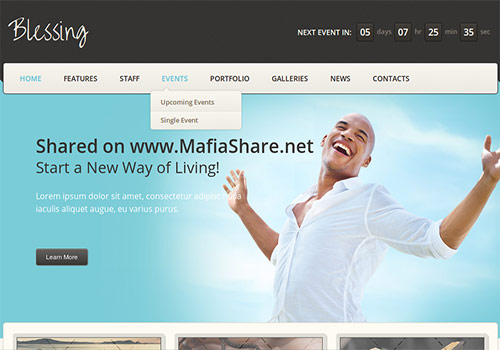 Blessing
NEXT EVENT IN: 05 days 07 hr 25 min 35 sec
HOME FEATURES STAFF EVENTS PORTFOLIO GALLERIES NEWS CONTACTS
Upcoming Events
Single Event
Shared on www.MafiaShare.net
Start a New Way of Living!
Lorem ipsum dolor sit amet, consectetur adipisc hola
iaculis aliquet augue, eu varius purus.
Learn More